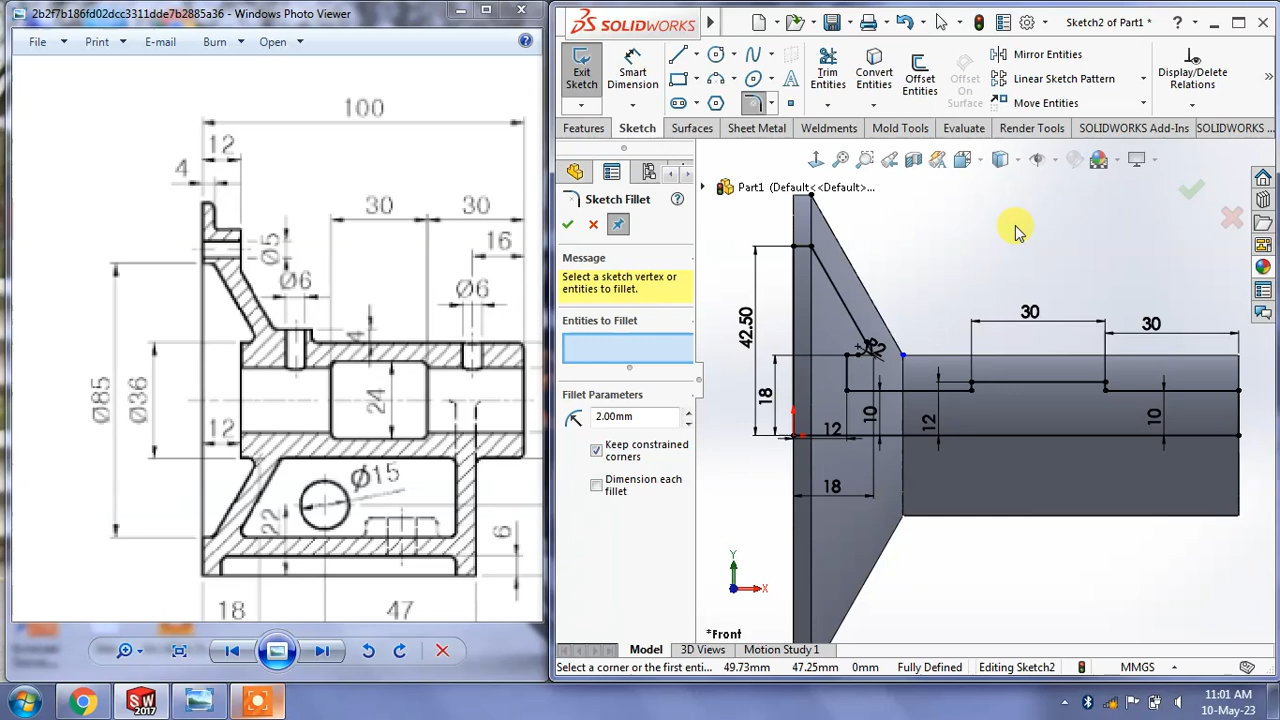 2b2f7b186fd02dcc3311dde7b2885a36 - Windows Photo Viewer
File Print E-mail Burn Open
100
12
4
30 30
16
Ø5
Ø6 Ø6
4
Ø85
Ø36
24
12
Ø15
22
6
18 47
SOLIDWORKS
Sketch2 of Part1 *
Exit Sketch
Smart Dimension
Trim Entities
Convert Entities
Offset Entities
Offset On Surface
Mirror Entities
Linear Sketch Pattern
Move Entities
Display/Delete Relations
Features Sketch Surfaces Sheet Metal Weldments Mold Tools Evaluate Render Tools SOLIDWORKS Add-Ins SOLIDWORKS ...
Part1 (Default<<Default>...
Sketch Fillet
Message
Select a sketch vertex or
entities to fillet.
Entities to Fillet
Fillet Parameters
2.00mm
Keep constrained
corners
Dimension each
fillet
42.50
18
12
10
12
10
18
30
30
R2
Y
X
*Front
Model 3D Views Motion Study 1
Select a corner or the first enti... 49.73mm 47.25mm 0mm Fully Defined Editing Sketch2 MMGS
SW
2017
11:01 AM
10-May-23